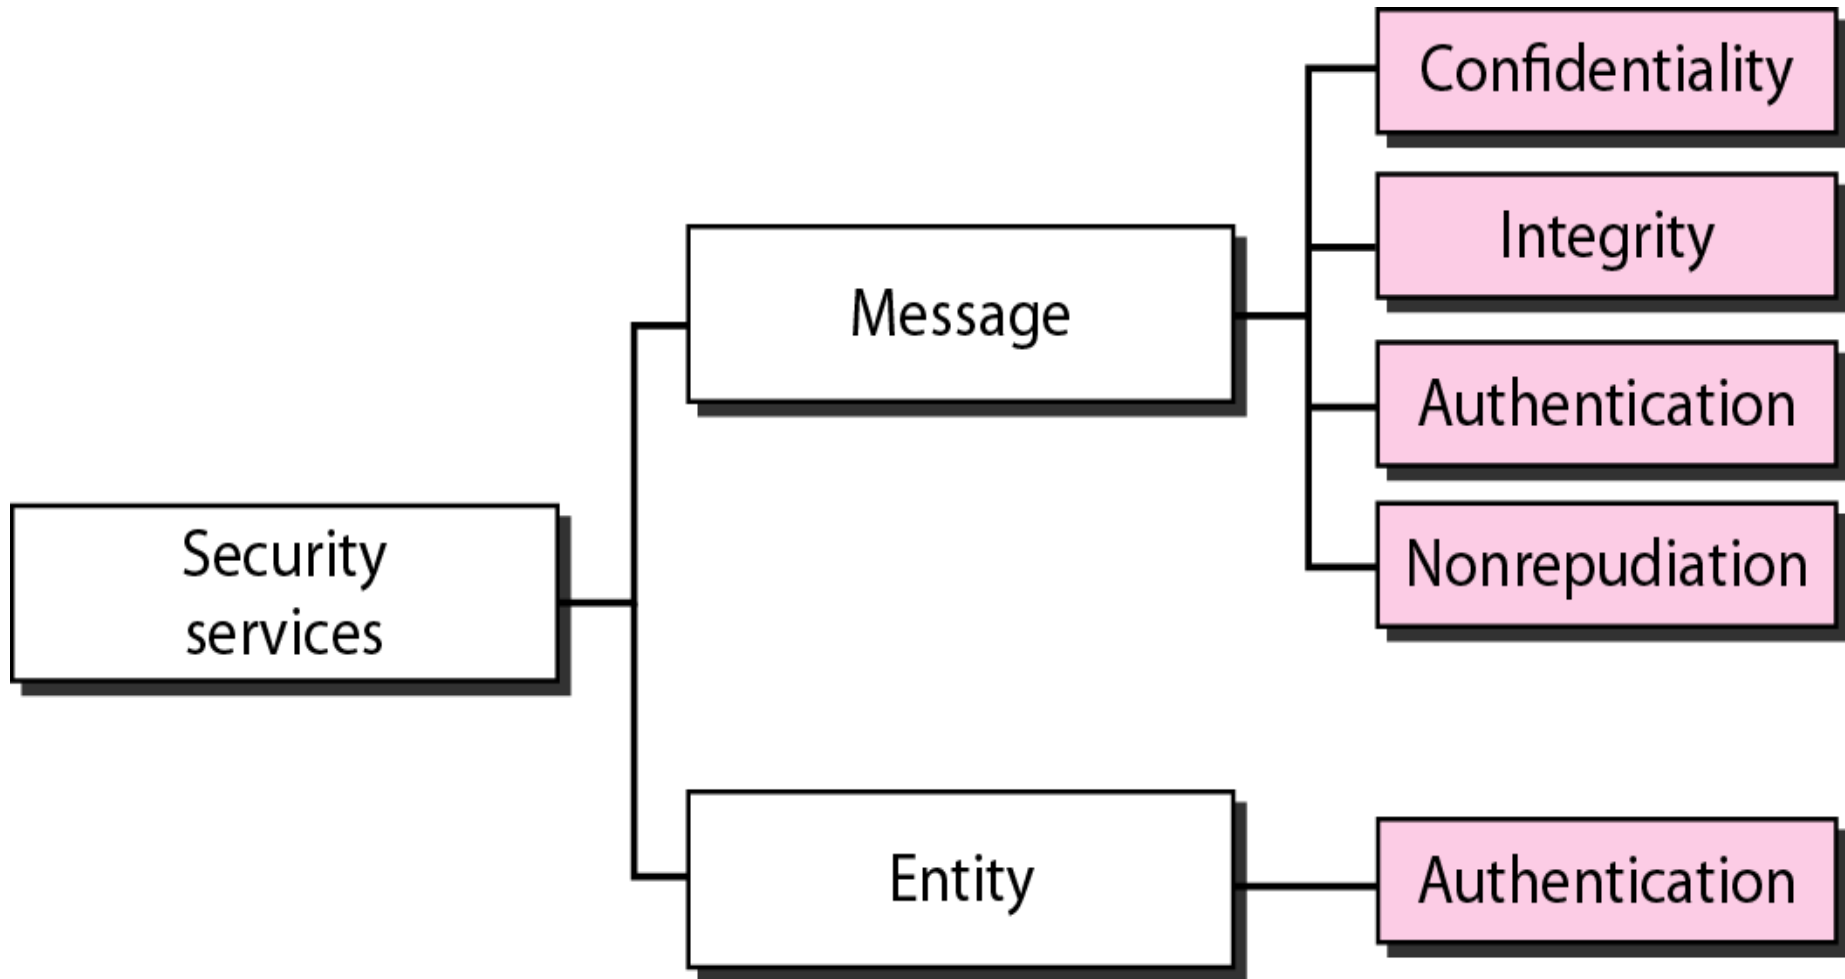 Confidentiality
Integrity
Message
Authentication
Nonrepudiation
Security
services
Entity
Authentication